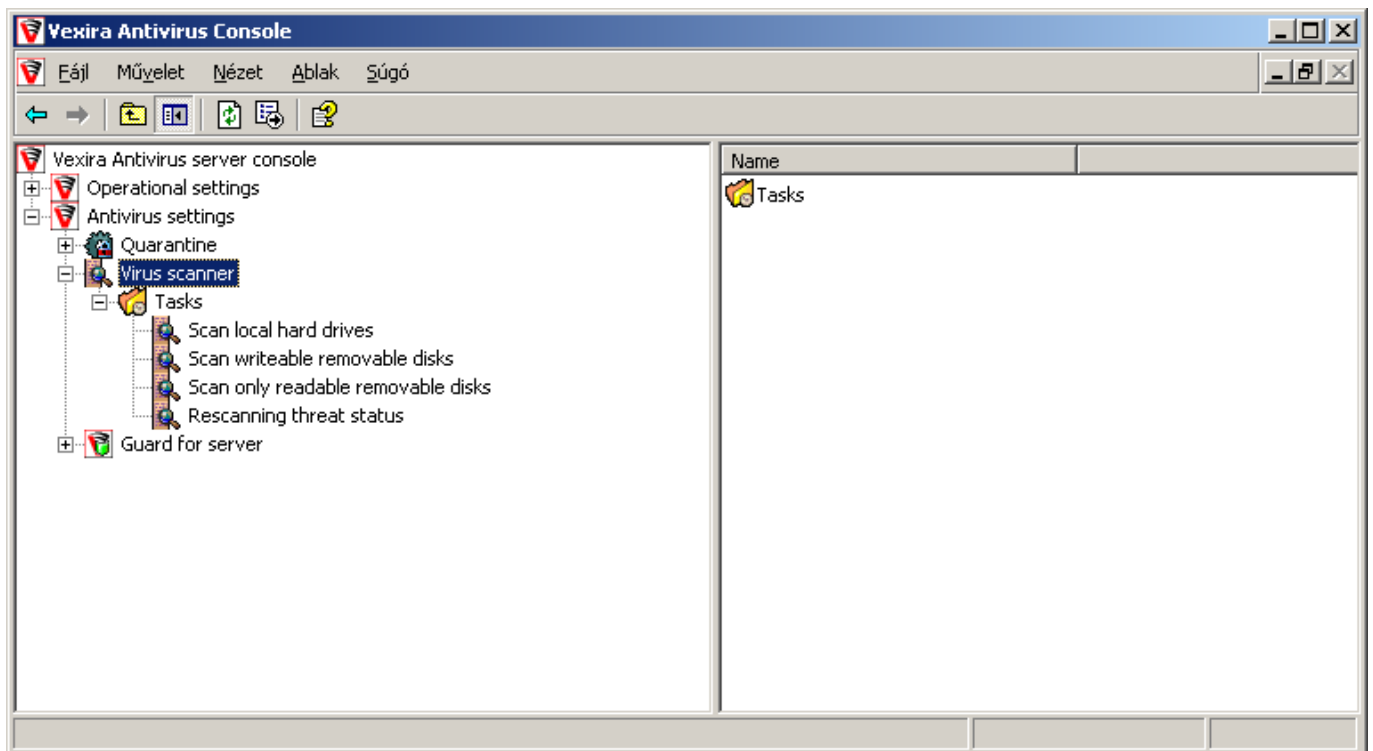 Vexira Antivirus Console
Fájl Művelet Nézet Ablak Súgó
Vexira Antivirus server console
Operational settings
Antivirus settings
Quarantine
Virus scanner
Tasks
Scan local hard drives
Scan writeable removable disks
Scan only readable removable disks
Rescanning threat status
Guard for server
Name
Tasks